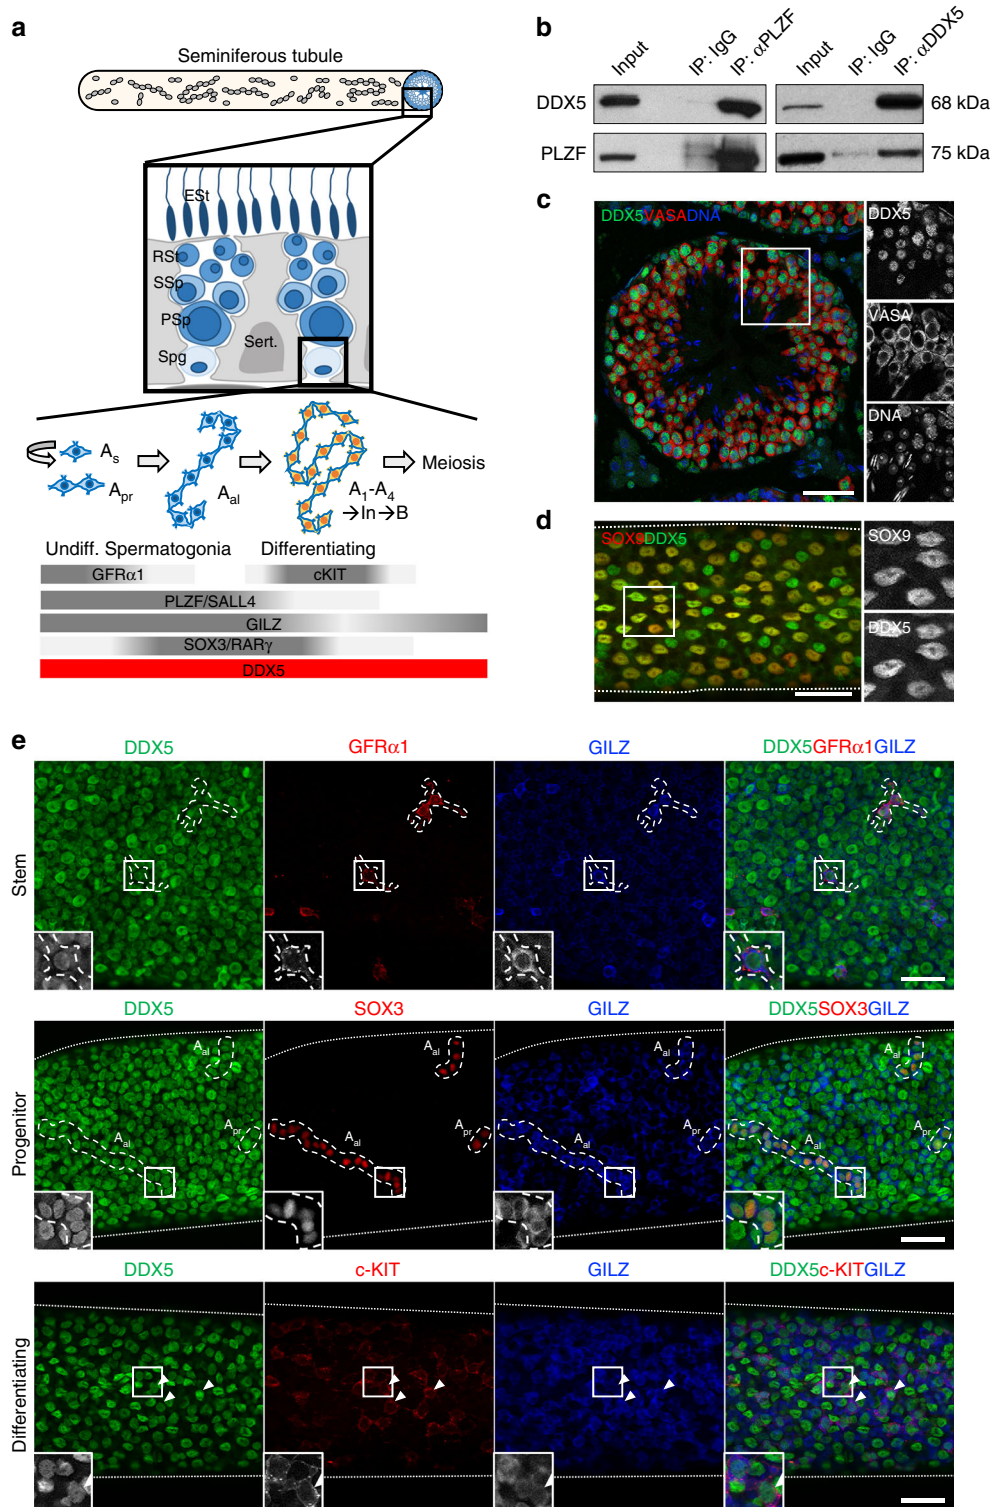 a
Seminiferous tubule
ESt
RSt
SSp
PSp
Sert.
Spg
As
Apr
Aal
A1-A4
→In→B
Meiosis
Undiff. Spermatogonia
Differentiating
GFRα1
cKIT
PLZF/SALL4
GILZ
SOX3/RARγ
DDX5
b
Input
IP: IgG
IP: αPLZF
Input
IP: IgG
IP: αDDX5
DDX5
68 kDa
PLZF
75 kDa
c
DDX5VASADNA
DDX5
VASA
DNA
d
SOX9DDX5
SOX9
DDX5
e
DDX5
GFRα1
GILZ
DDX5GFRα1GILZ
Stem
DDX5
SOX3
GILZ
DDX5SOX3GILZ
Progenitor
Aal
Aal
Apr
Aal
Aal
Apr
Aal
Aal
Apr
Aal
Aal
Apr
DDX5
c-KIT
GILZ
DDX5c-KITGILZ
Differentiating